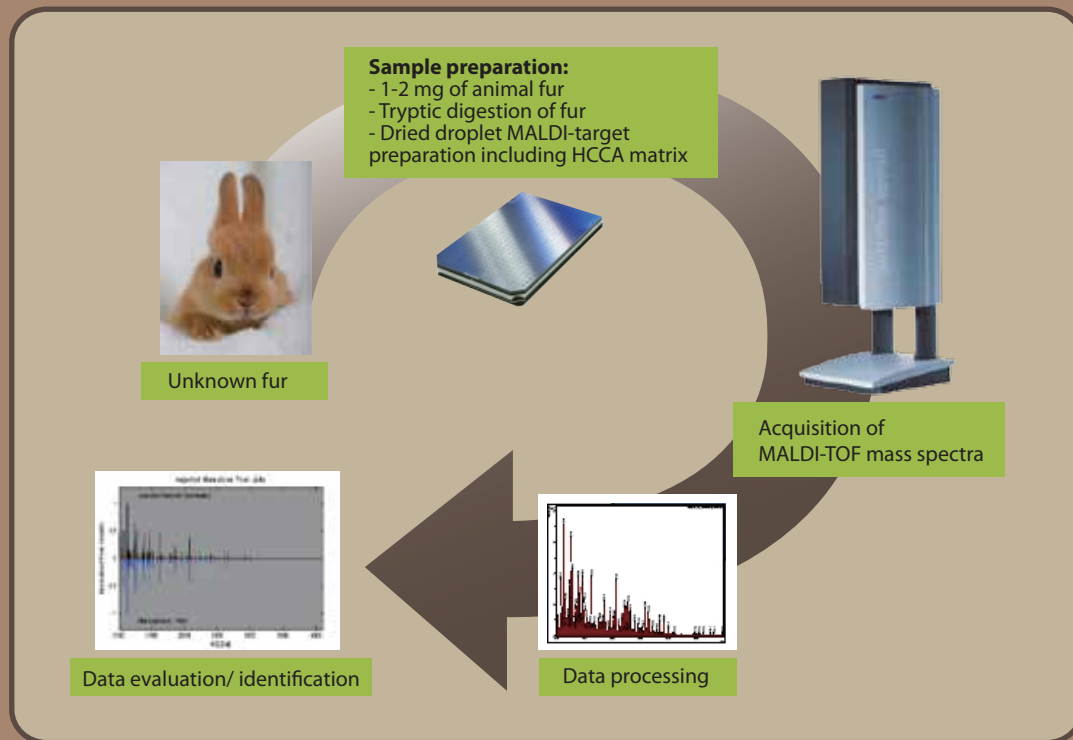 Sample preparation:
- 1-2 mg of animal fur
- Tryptic digestion of fur
- Dried droplet MALDI-target
preparation including HCCA matrix
Unknown fur
Acquisition of
MALDI-TOF mass spectra
Data processing
Data evaluation/ identification